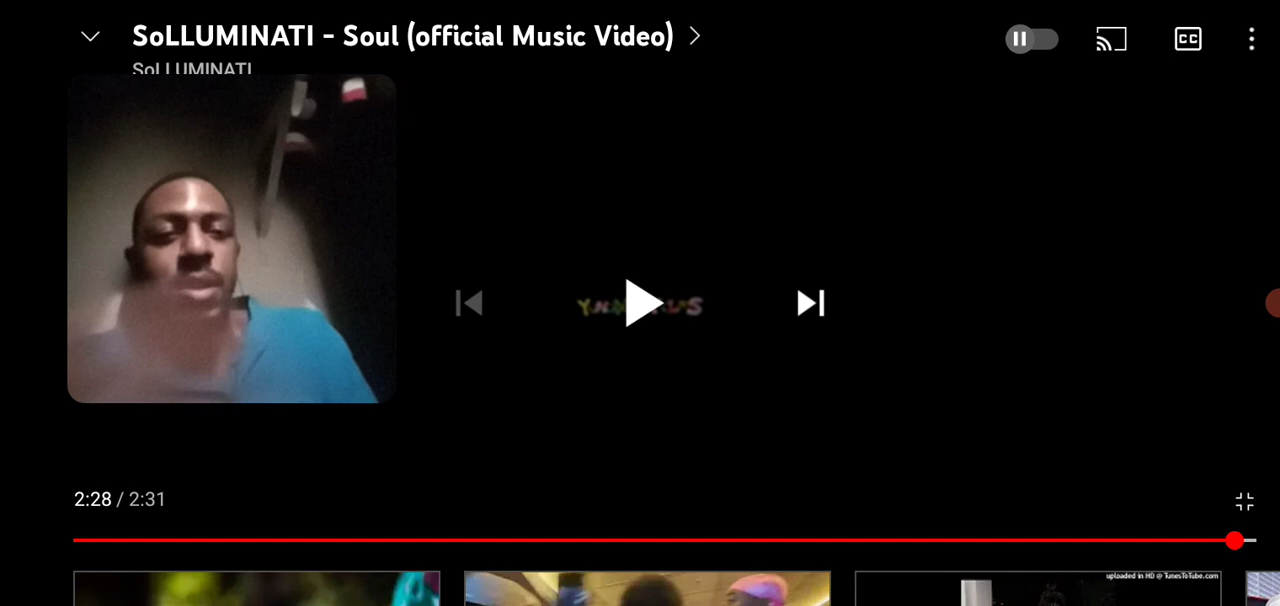 SoLLUMINATI - Soul (official Music Video)
SoLLUMINATI
2:28 / 2:31
uploaded in HD @ TunesToTube.com